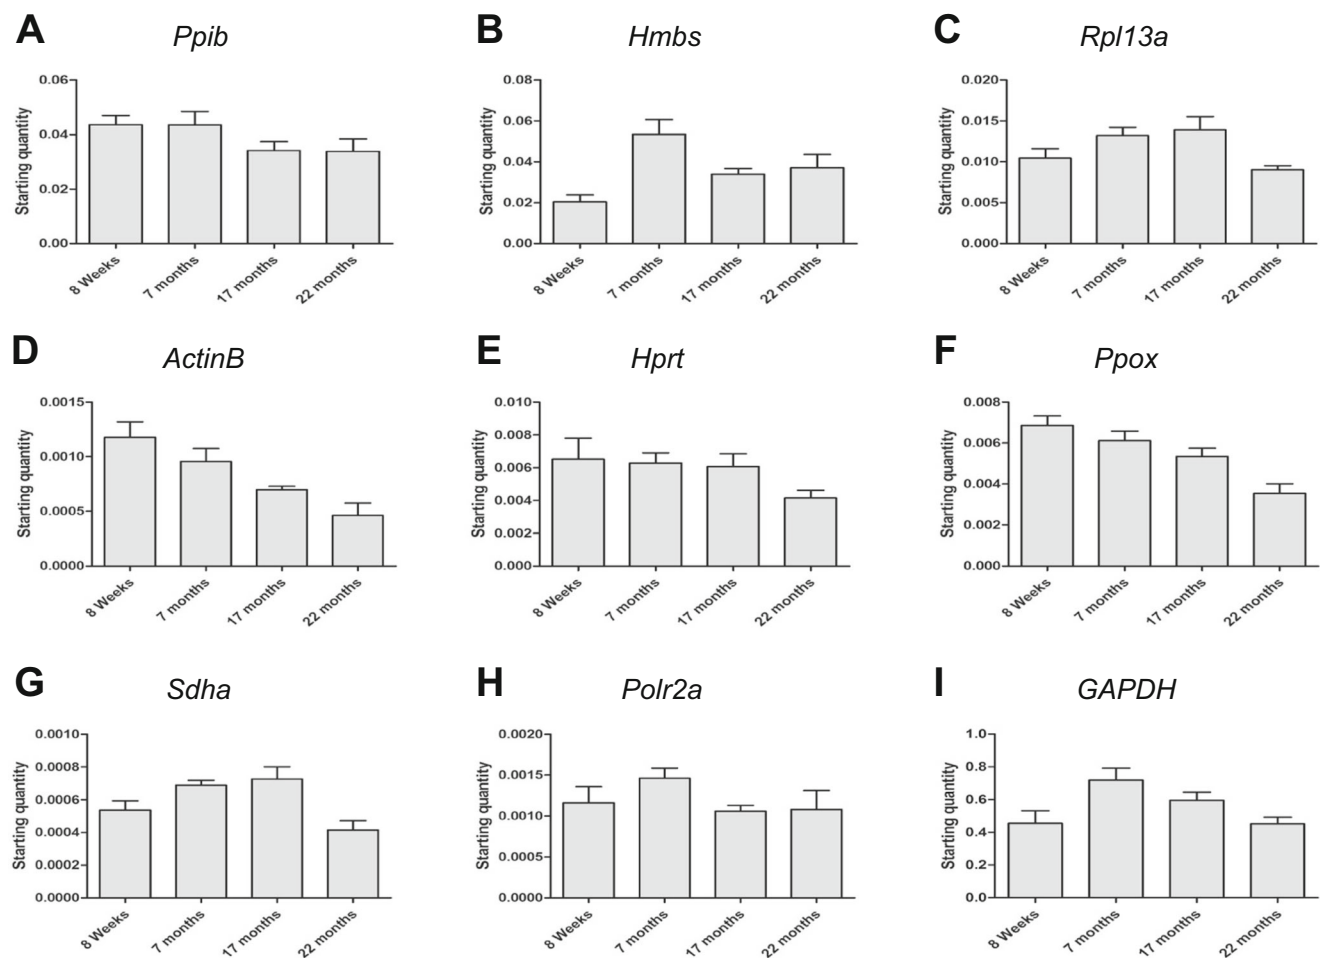 A Ppib
B Hmbs
C Rpl13a
Starting quantity
0.06
0.04
0.02
0.00
8 Weeks
7 months
17 months
22 months
Starting quantity
0.08
0.06
0.04
0.02
0.00
8 Weeks
7 months
17 months
22 months
Starting quantity
0.020
0.015
0.010
0.005
0.000
8 Weeks
7 months
17 months
22 months
D ActinB
E Hprt
F Ppox
Starting quantity
0.0015
0.0010
0.0005
0.0000
8 Weeks
7 months
17 months
22 months
Starting quantity
0.010
0.008
0.006
0.004
0.002
0.000
8 Weeks
7 months
17 months
22 months
Starting quantity
0.008
0.006
0.004
0.002
0.000
8 Weeks
7 months
17 months
22 months
G Sdha
H Polr2a
I GAPDH
Starting quantity
0.0010
0.0008
0.0006
0.0004
0.0002
0.0000
8 Weeks
7 months
17 months
22 months
Starting quantity
0.0020
0.0015
0.0010
0.0005
0.0000
8 Weeks
7 months
17 months
22 months
Starting quantity
1.0
0.8
0.6
0.4
0.2
0.0
8 Weeks
7 months
17 months
22 months